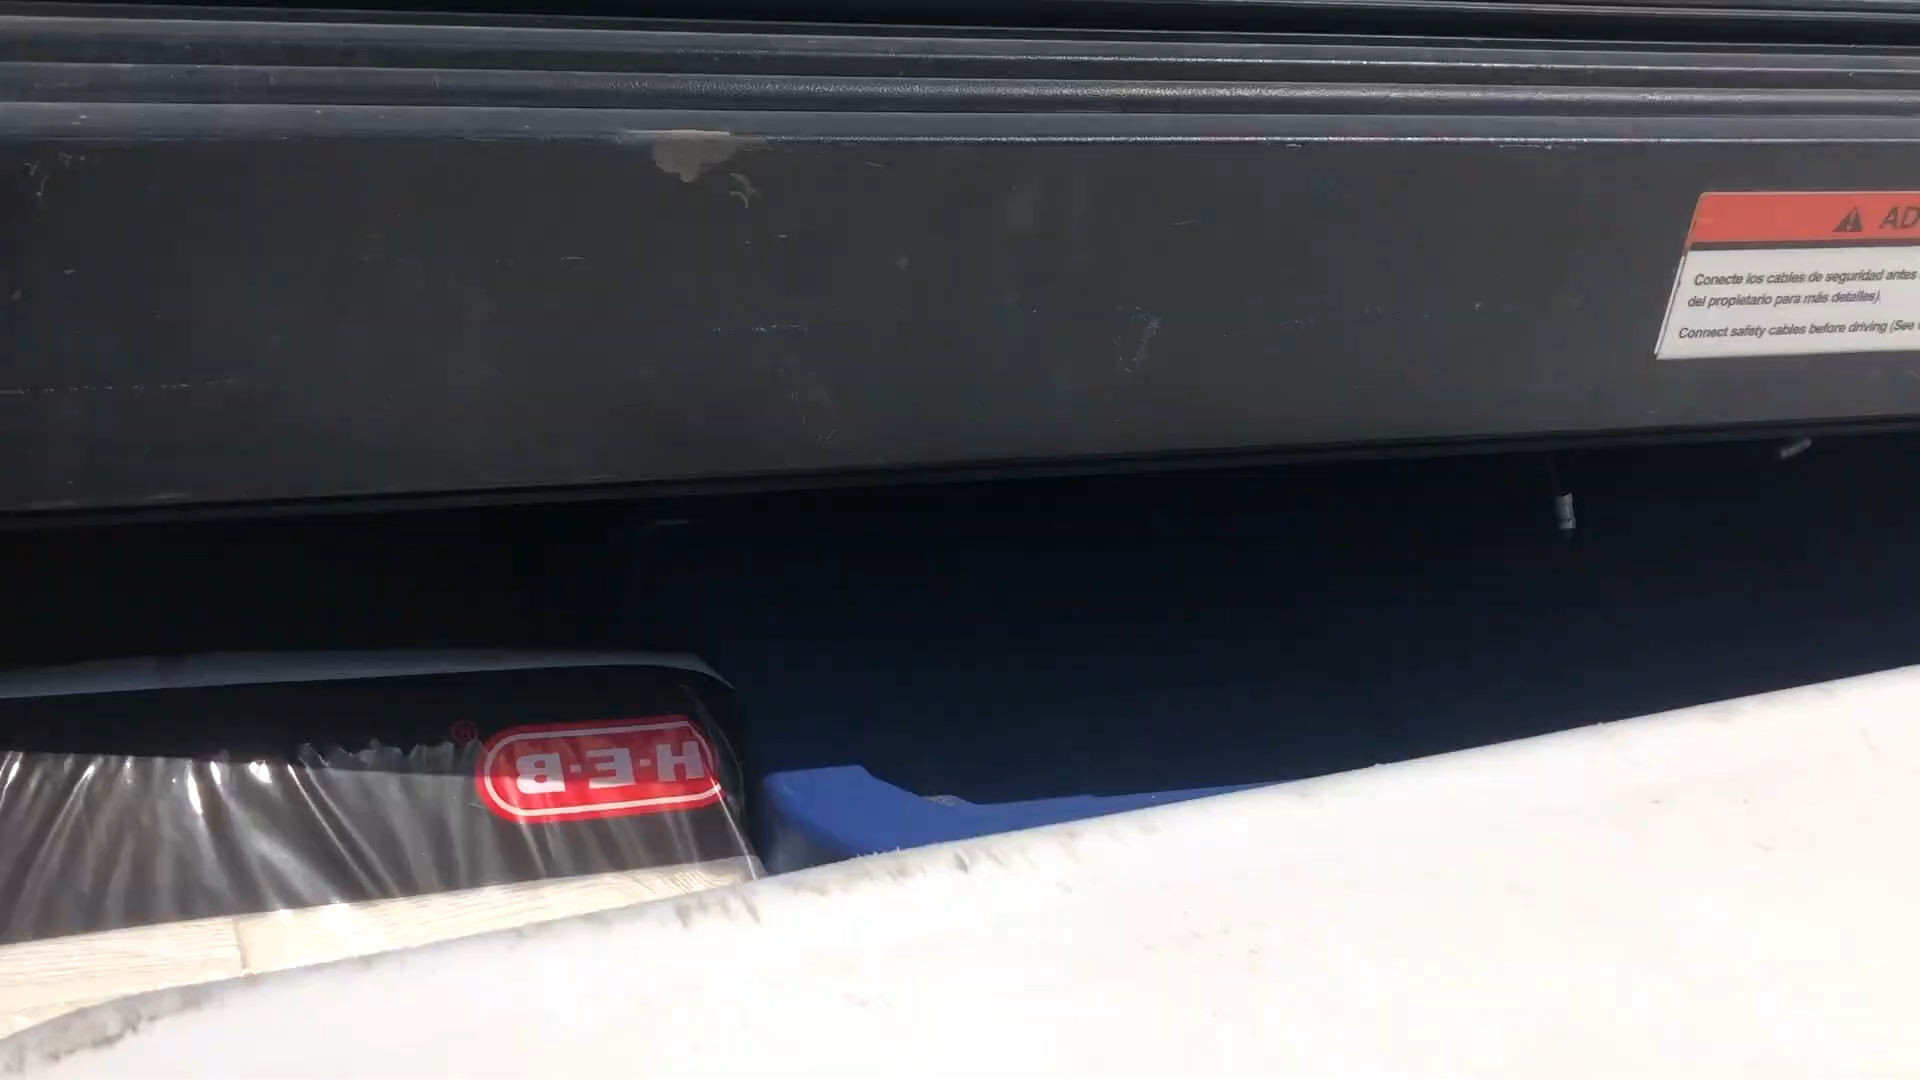 AD
Conecte los cables de seguridad antes
del propietario para más detalles).
Connect safety cables before driving (See
H-E-B
®